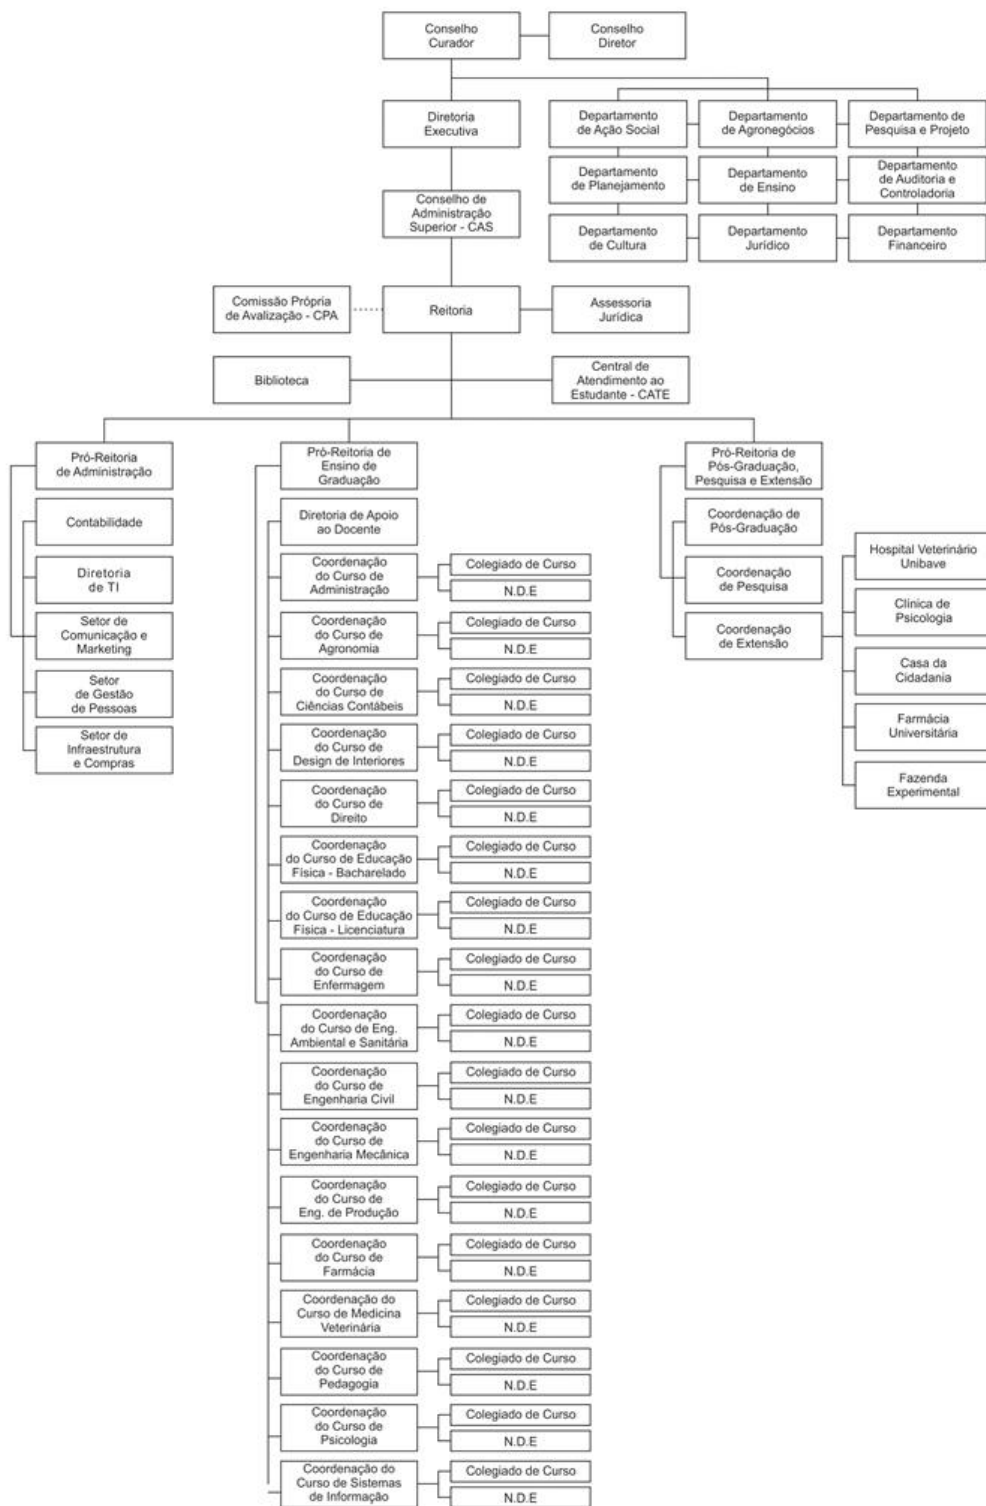 Conselho
Curador
Conselho
Diretor
Diretoria
Executiva
Departamento
de Ação Social
Departamento
de Agronegócios
Departamento de
Pesquisa e Projeto
Departamento
de Planejamento
Departamento
de Ensino
Departamento
de Auditoria e
Controladoria
Conselho de
Administração
Superior - CAS
Departamento
de Cultura
Departamento
Jurídico
Departamento
Financeiro
Comissão Própria
de Avalização - CPA
Reitoria
Assessoria
Jurídica
Biblioteca
Central de
Atendimento ao
Estudante - CATE
Pró-Reitoria
de Administração
Contabilidade
Diretoria
de TI
Setor de
Comunicação e
Marketing
Setor
de Gestão
de Pessoas
Setor de
Infraestrutura
e Compras
Pró-Reitoria de
Ensino de
Graduação
Diretoria de Apoio
ao Docente
Coordenação
do Curso de
Administração
Colegiado de Curso
N.D.E
Coordenação
do Curso de
Agronomia
Colegiado de Curso
N.D.E
Coordenação
do Curso de
Ciências Contábeis
Colegiado de Curso
N.D.E
Coordenação
do Curso de
Design de Interiores
Colegiado de Curso
N.D.E
Coordenação
do Curso de
Direito
Colegiado de Curso
N.D.E
Coordenação
do Curso de Educação
Física - Bacharelado
Colegiado de Curso
N.D.E
Coordenação
do Curso de Educação
Física - Licenciatura
Colegiado de Curso
N.D.E
Coordenação
do Curso de
Enfermagem
Colegiado de Curso
N.D.E
Coordenação
do Curso de Eng.
Ambiental e Sanitária
Colegiado de Curso
N.D.E
Coordenação
do Curso de
Engenharia Civil
Colegiado de Curso
N.D.E
Coordenação
do Curso de
Engenharia Mecânica
Colegiado de Curso
N.D.E
Coordenação
do Curso de
Eng. de Produção
Colegiado de Curso
N.D.E
Coordenação
do Curso de
Farmácia
Colegiado de Curso
N.D.E
Coordenação do
Curso de Medicina
Veterinária
Colegiado de Curso
N.D.E
Coordenação
do Curso de
Pedagogia
Colegiado de Curso
N.D.E
Coordenação
do Curso de
Psicologia
Colegiado de Curso
N.D.E
Coordenação do
Curso de Sistemas
de Informação
Colegiado de Curso
N.D.E
Pró-Reitoria de
Pós-Graduação,
Pesquisa e Extensão
Coordenação de
Pós-Graduação
Coordenação
de Pesquisa
Coordenação
de Extensão
Hospital Veterinário
Unibave
Clínica de
Psicologia
Casa da
Cidadania
Farmácia
Universitária
Fazenda
Experimental